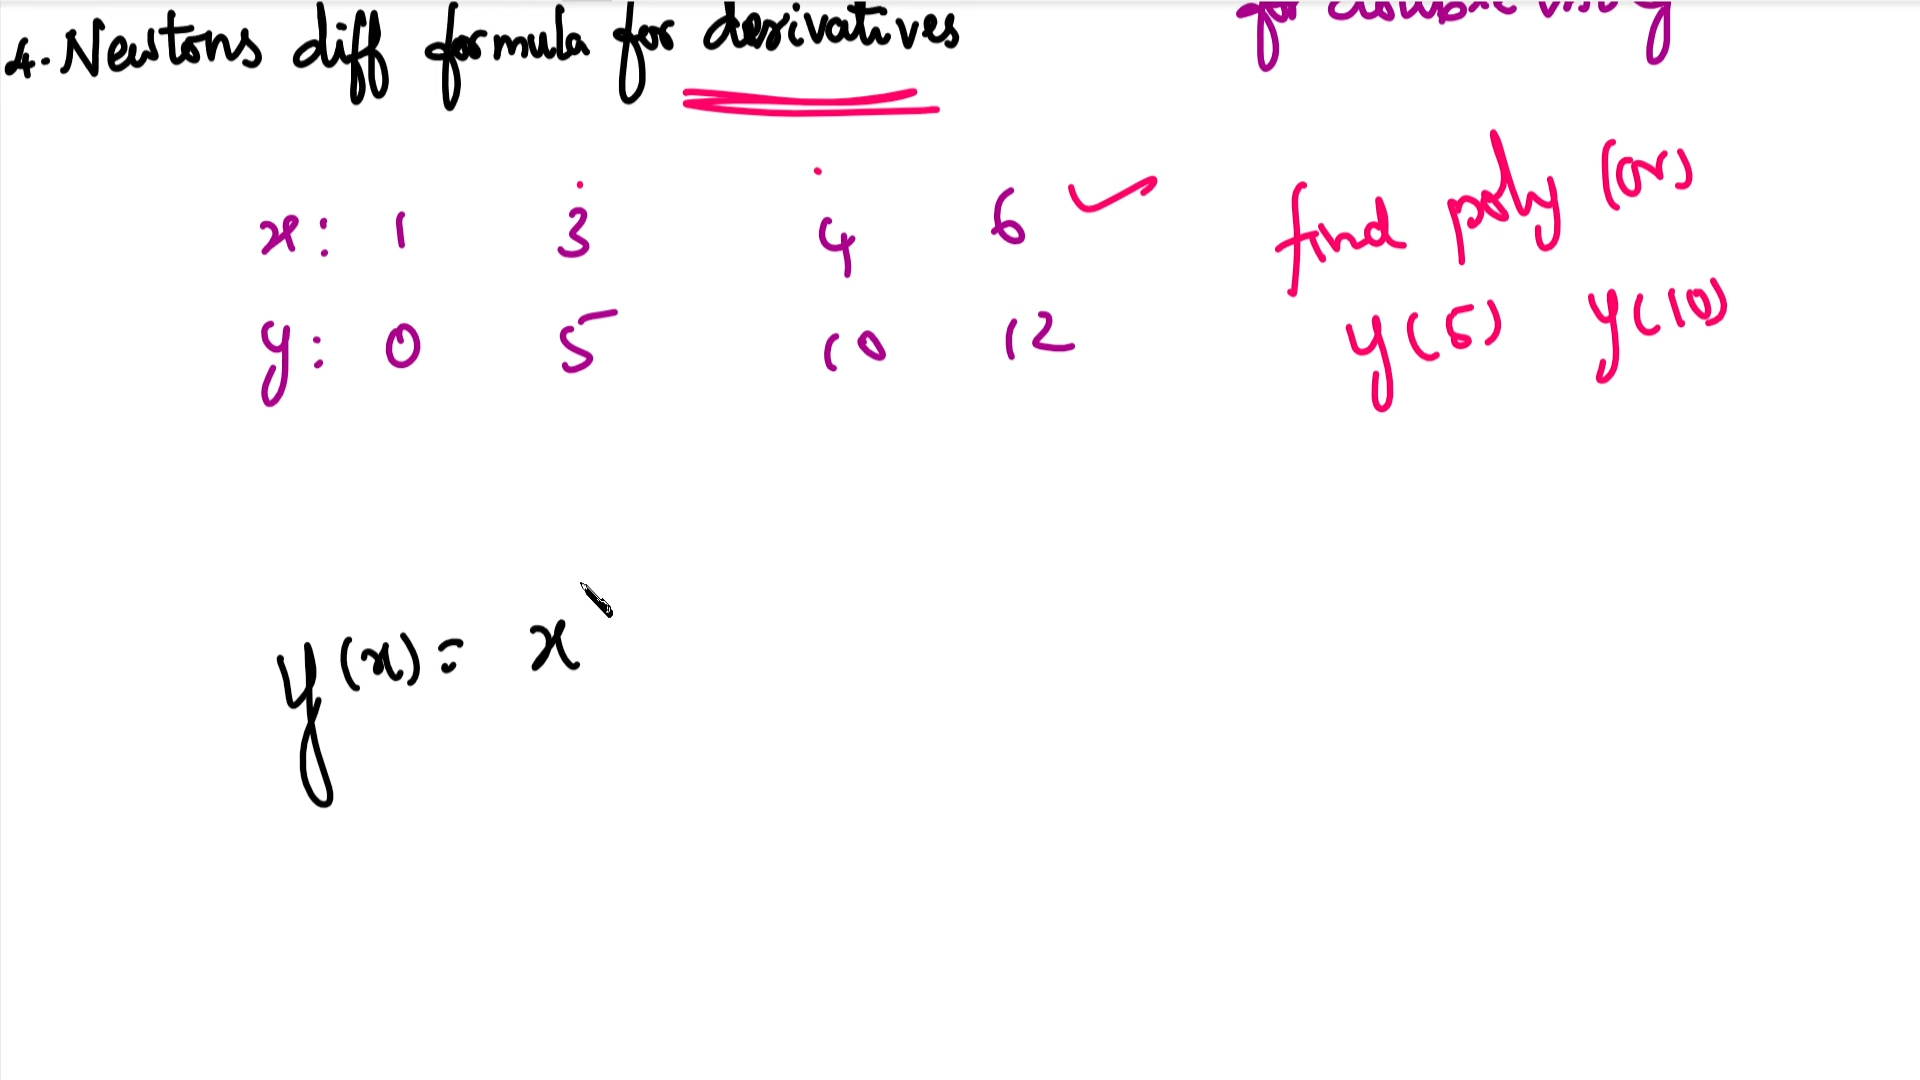 4. Newtons diff formula for derivatives
x: 1 3 4 6
find poly (or)
y: 0 5 10 12
y(5) y(10)
y(x) = x